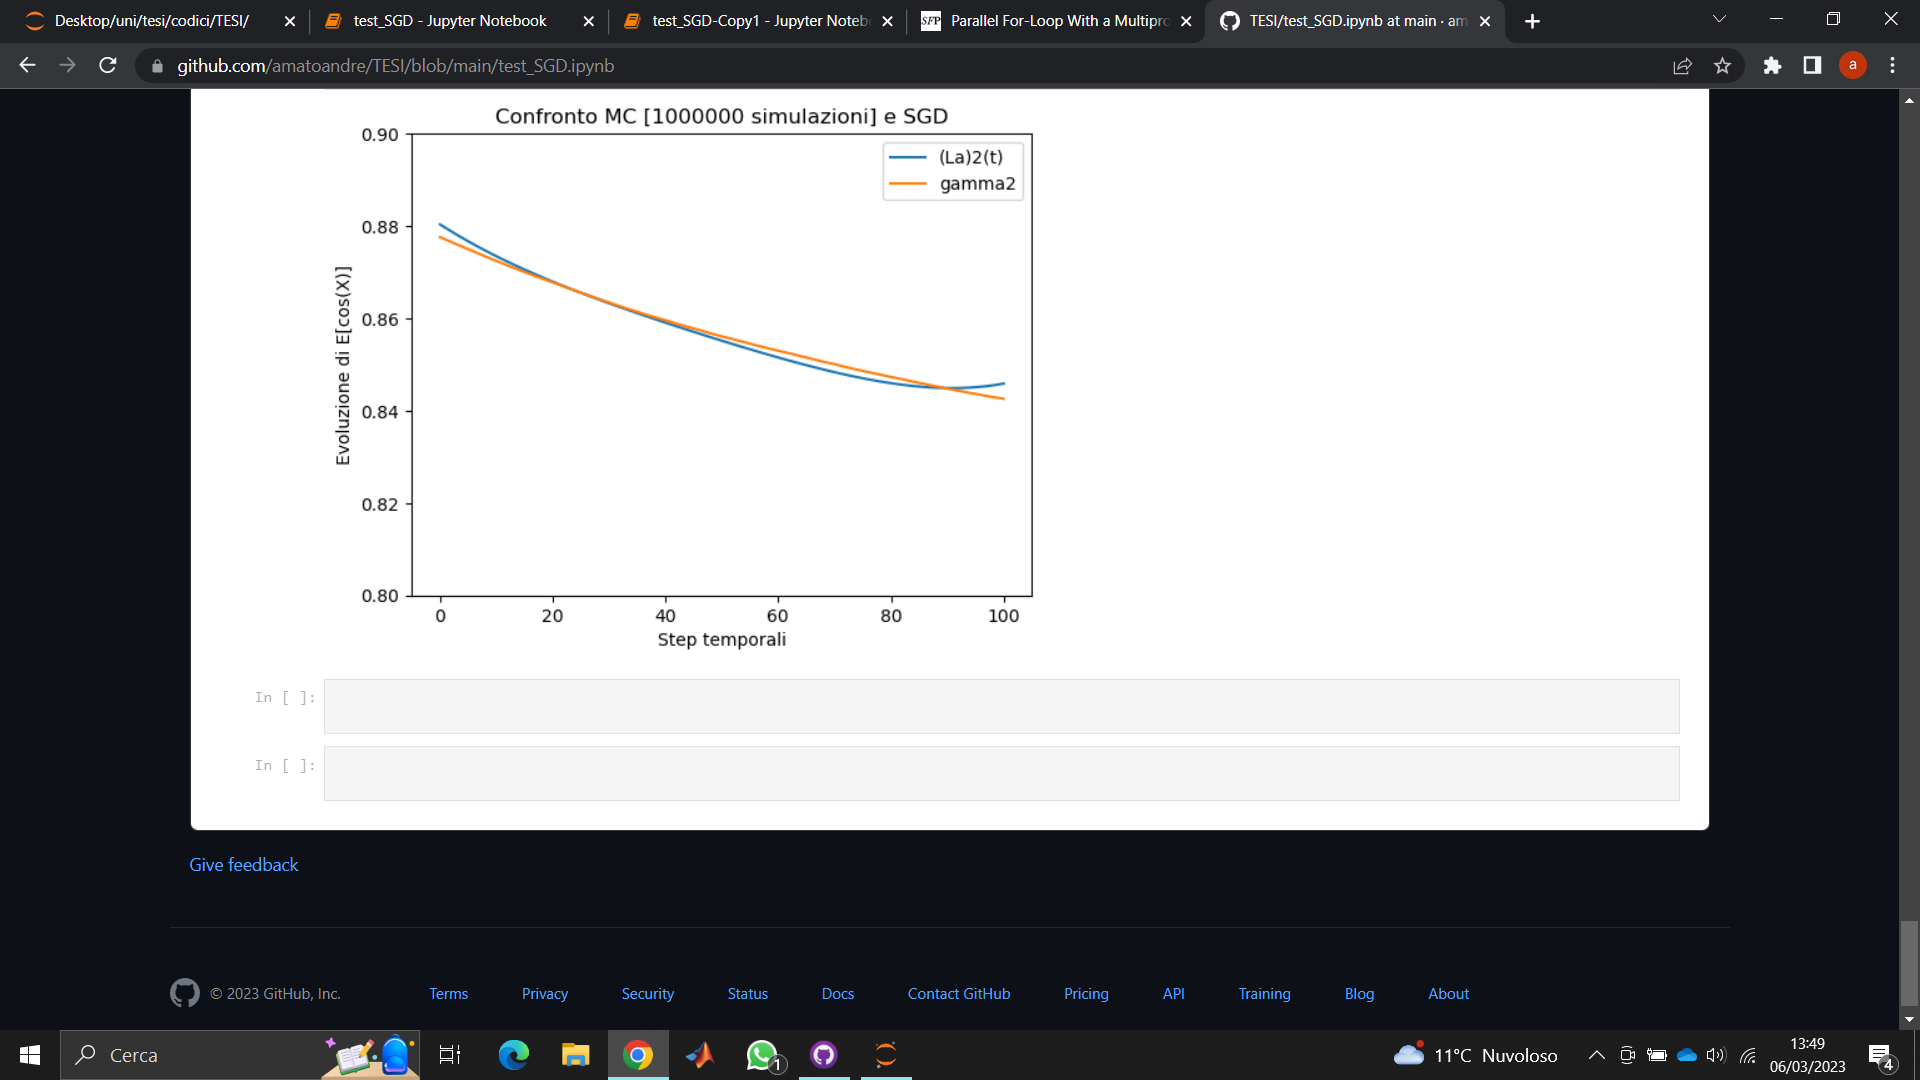 Desktop/uni/tesi/codici/TESI/
test_SGD - Jupyter Notebook
test_SGD-Copy1 - Jupyter Noteb
SFP
Parallel For-Loop With a Multipro
TESI/test_SGD.ipynb at main · am
github.com/amatoandre/TESI/blob/main/test_SGD.ipynb
a
Confronto MC [1000000 simulazioni] e SGD
(La)2(t)
gamma2
0.90
0.88
0.86
0.84
0.82
0.80
Evoluzione di E[cos(X)]
0 20 40 60 80 100
Step temporali
In [ ]:
In [ ]:
Give feedback
© 2023 GitHub, Inc. Terms Privacy Security Status Docs Contact GitHub Pricing API Training Blog About
Cerca
1
11°C Nuvoloso
13:49
06/03/2023
4